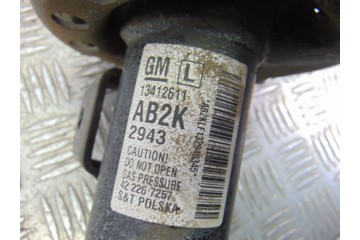 GM L
13412611
AB2K
2943
CAUTION!
DO NOT OPEN
GAS-PRESSURE
42 226 7257
S&T POLSKA